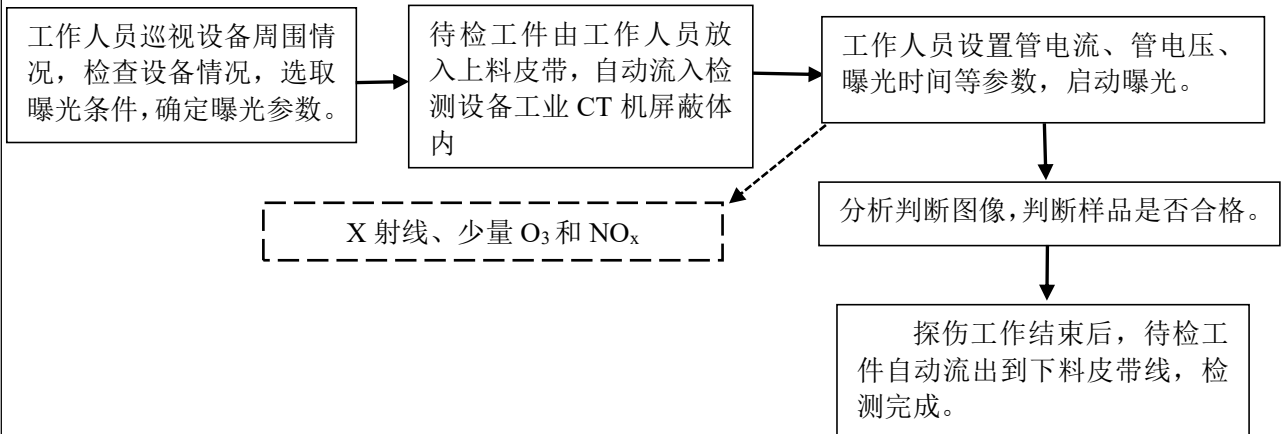 工作人员巡视设备周围情
况，检查设备情况，选取
曝光条件，确定曝光参数。
待检工件由工作人员放
入上料皮带，自动流入检
测设备工业 CT 机屏蔽体
内
工作人员设置管电流、管电压、
曝光时间等参数，启动曝光。
X 射线、少量 O₃和 NOₓ
分析判断图像，判断样品是否合格。
探伤工作结束后，待检工
件自动流出到下料皮带线，检
测完成。